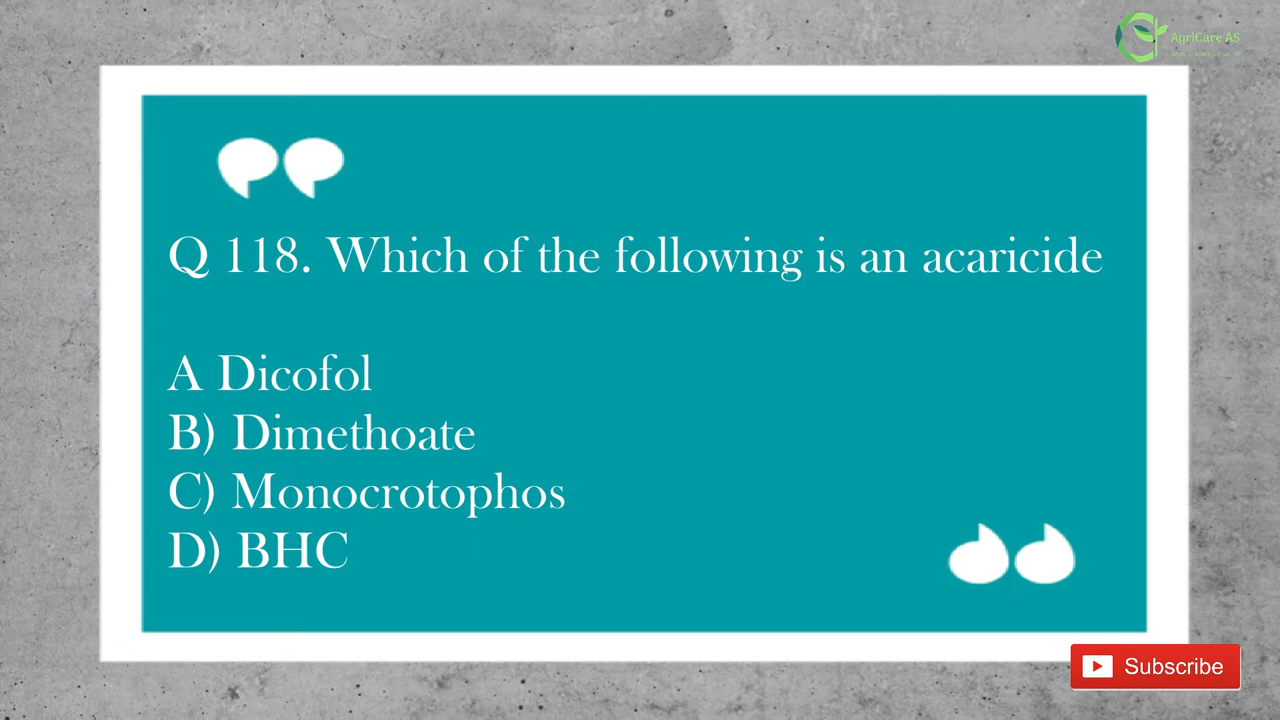 AgriCare AS
Q 118. Which of the following is an acaricide
A Dicofol
B) Dimethoate
C) Monocrotophos
D) BHC
Subscribe